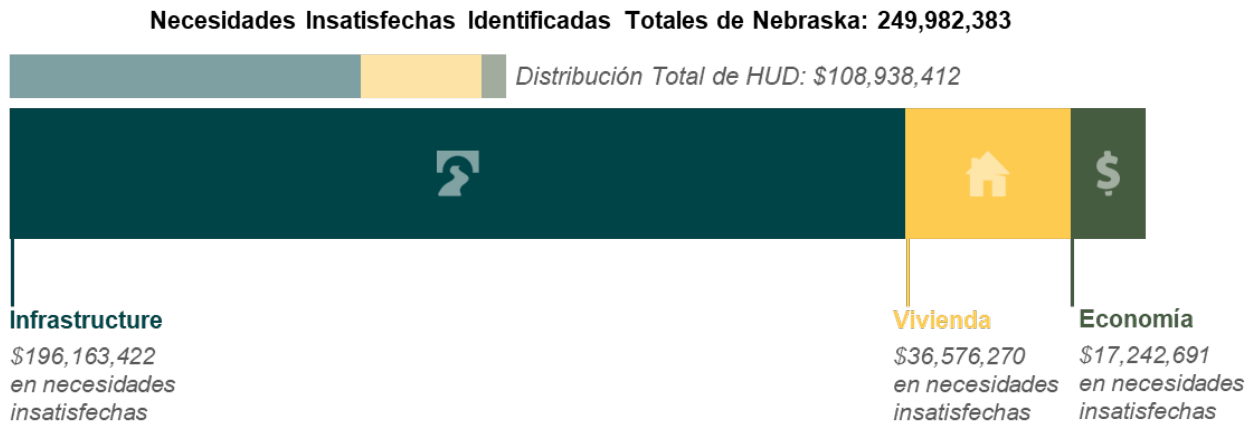 Necesidades Insatisfechas Identificadas Totales de Nebraska: 249,982,383
Distribución Total de HUD: $108,938,412
$
Infrastructure
$196,163,422
en necesidades
insatisfechas
Vivienda
$36,576,270
en necesidades
insatisfechas
Economía
$17,242,691
en necesidades
insatisfechas